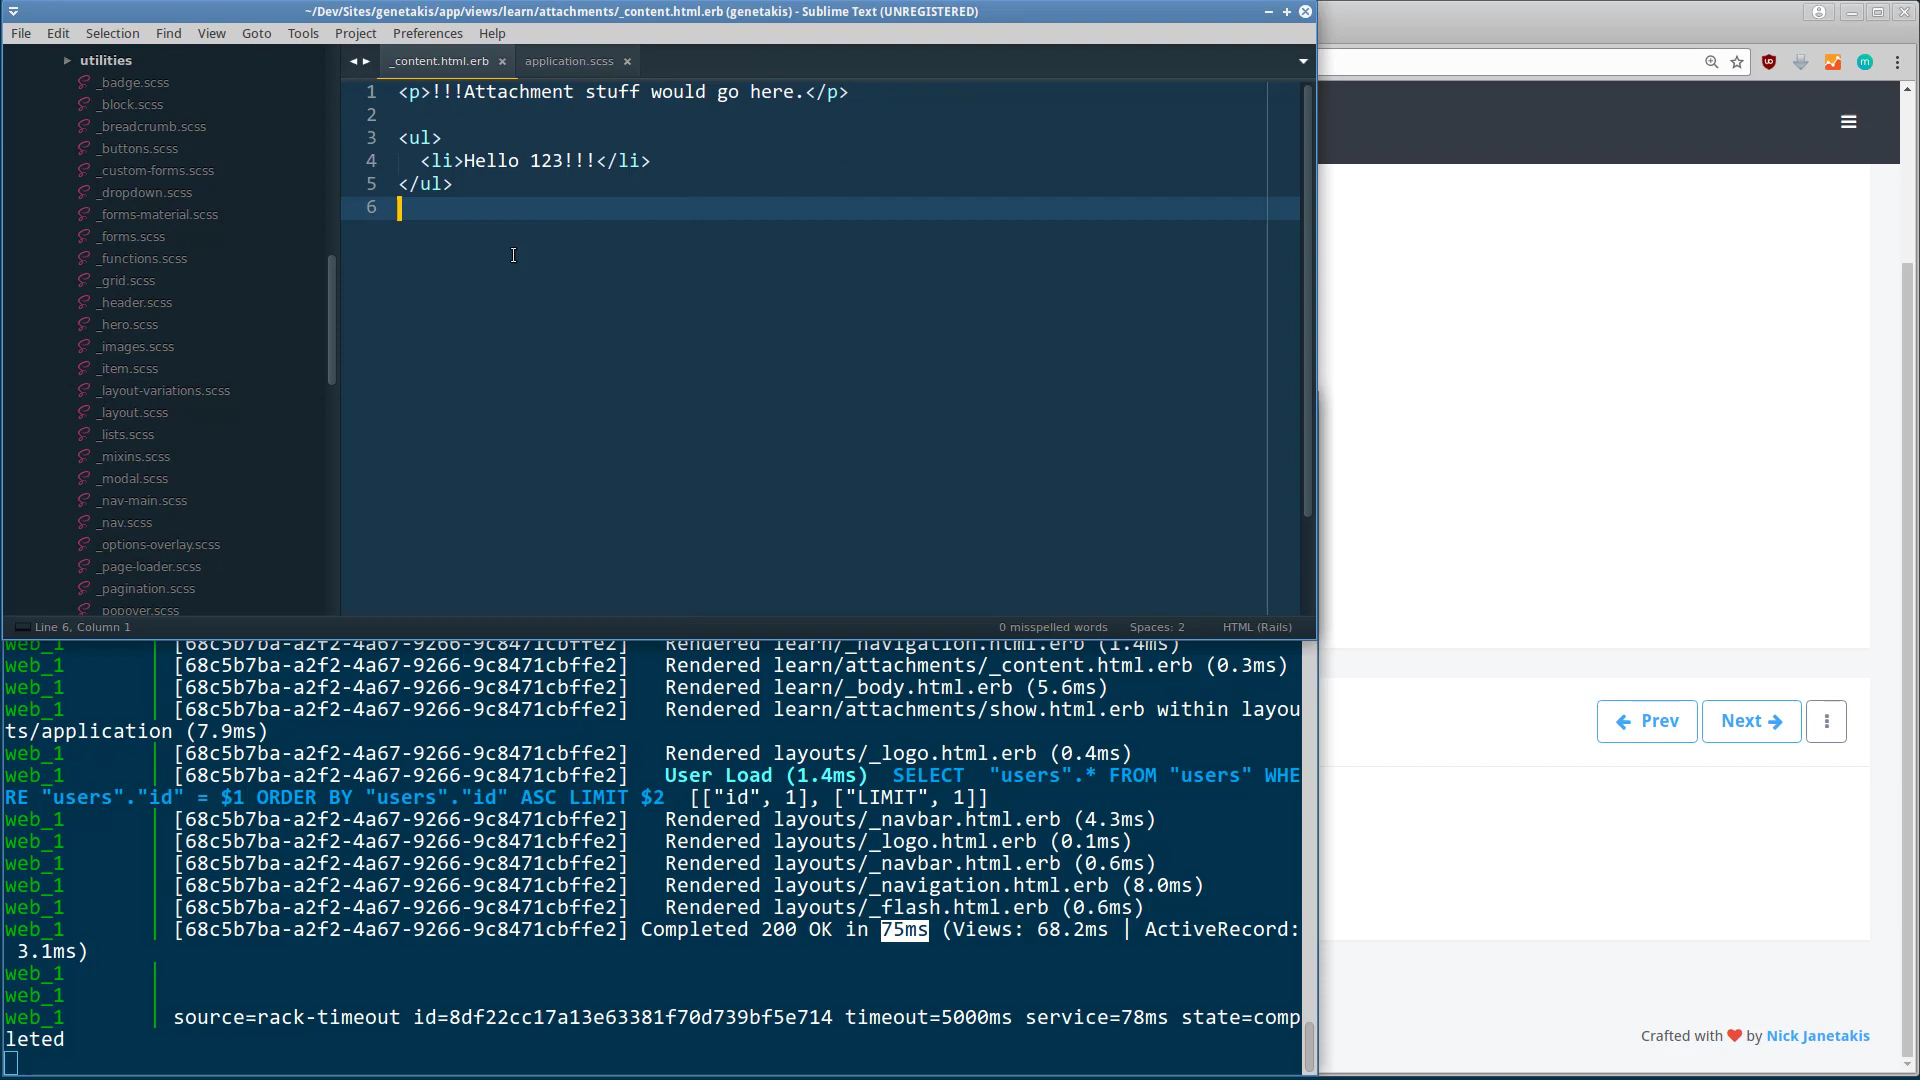 ~/Dev/Sites/genetakis/app/views/learn/attachments/_content.html.erb (genetakis) - Sublime Text (UNREGISTERED)
File Edit Selection Find View Goto Tools Project Preferences Help
utilities
_badge.scss
_block.scss
_breadcrumb.scss
_buttons.scss
_custom-forms.scss
_dropdown.scss
_forms-material.scss
_forms.scss
_functions.scss
_grid.scss
_header.scss
_hero.scss
_images.scss
_item.scss
_layout-variations.scss
_layout.scss
_lists.scss
_mixins.scss
_modal.scss
_nav-main.scss
_nav.scss
_options-overlay.scss
_page-loader.scss
_pagination.scss
_popover.scss
_content.html.erb application.scss
1 <p>!!!Attachment stuff would go here.</p>
2
3 <ul>
4 <li>Hello 123!!!</li>
5 </ul>
6
Line 6, Column 1 0 misspelled words Spaces: 2 HTML (Rails)
web_1 | [68c5b7ba-a2f2-4a67-9266-9c8471cbffe2] Rendered learn/_navigation.html.erb (1.4ms)
web_1 | [68c5b7ba-a2f2-4a67-9266-9c8471cbffe2] Rendered learn/attachments/_content.html.erb (0.3ms)
web_1 | [68c5b7ba-a2f2-4a67-9266-9c8471cbffe2] Rendered learn/_body.html.erb (5.6ms)
web_1 | [68c5b7ba-a2f2-4a67-9266-9c8471cbffe2] Rendered learn/attachments/show.html.erb within layou
ts/application (7.9ms)
web_1 | [68c5b7ba-a2f2-4a67-9266-9c8471cbffe2] Rendered layouts/_logo.html.erb (0.4ms)
web_1 | [68c5b7ba-a2f2-4a67-9266-9c8471cbffe2] User Load (1.4ms) SELECT "users".* FROM "users" WHE
RE "users"."id" = $1 ORDER BY "users"."id" ASC LIMIT $2 [["id", 1], ["LIMIT", 1]]
web_1 | [68c5b7ba-a2f2-4a67-9266-9c8471cbffe2] Rendered layouts/_navbar.html.erb (4.3ms)
web_1 | [68c5b7ba-a2f2-4a67-9266-9c8471cbffe2] Rendered layouts/_logo.html.erb (0.1ms)
web_1 | [68c5b7ba-a2f2-4a67-9266-9c8471cbffe2] Rendered layouts/_navbar.html.erb (0.6ms)
web_1 | [68c5b7ba-a2f2-4a67-9266-9c8471cbffe2] Rendered layouts/_navigation.html.erb (8.0ms)
web_1 | [68c5b7ba-a2f2-4a67-9266-9c8471cbffe2] Rendered layouts/_flash.html.erb (0.6ms)
web_1 | [68c5b7ba-a2f2-4a67-9266-9c8471cbffe2] Completed 200 OK in 75ms (Views: 68.2ms | ActiveRecord:
3.1ms)
web_1 |
web_1 |
web_1 | source=rack-timeout id=8df22cc17a13e63381f70d739bf5e714 timeout=5000ms service=78ms state=comp
leted
Prev Next
Crafted with ❤ by Nick Janetakis